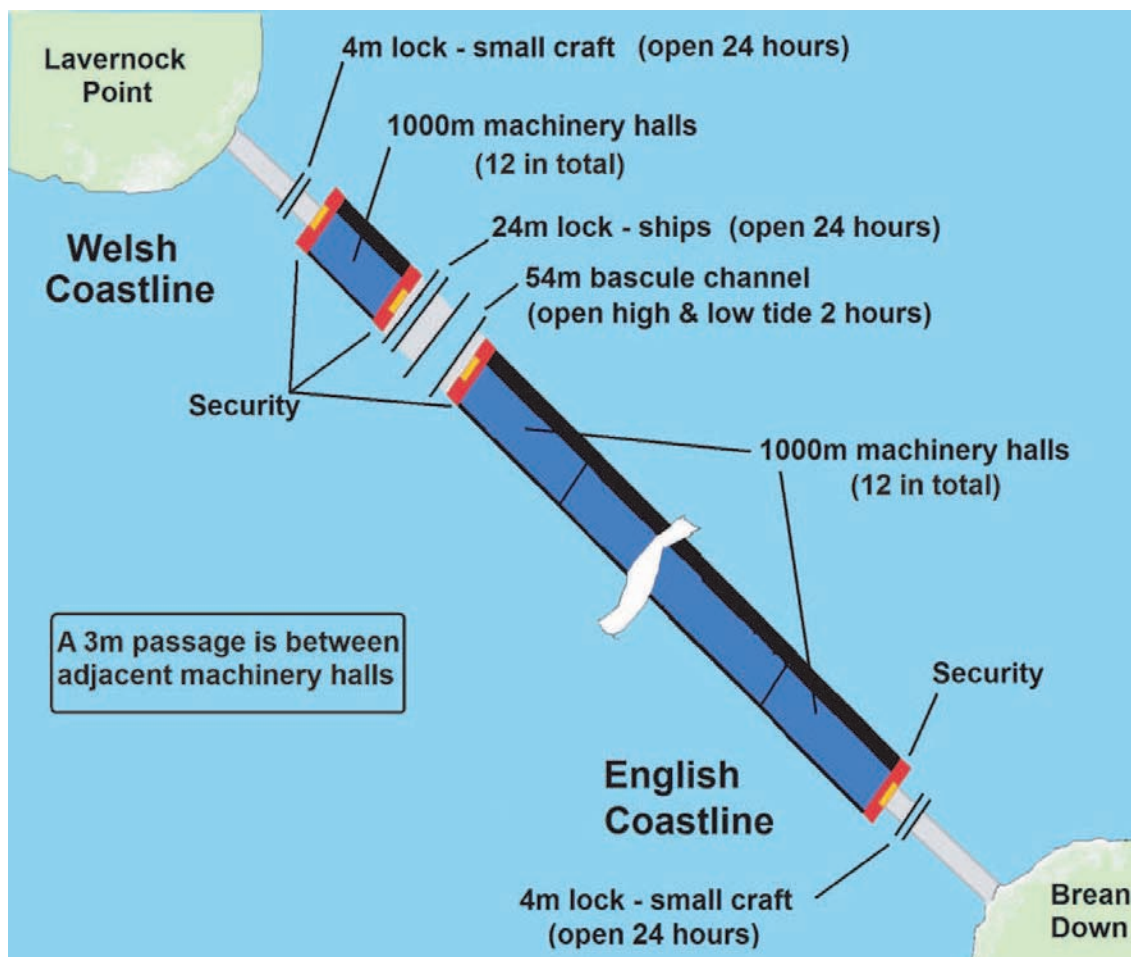 Lavernock
Point
4m lock - small craft (open 24 hours)
1000m machinery halls
(12 in total)
Welsh
Coastline
24m lock - ships (open 24 hours)
54m bascule channel
(open high & low tide 2 hours)
Security
1000m machinery halls
(12 in total)
A 3m passage is between
adjacent machinery halls
Security
English
Coastline
4m lock - small craft
(open 24 hours)
Brean
Down